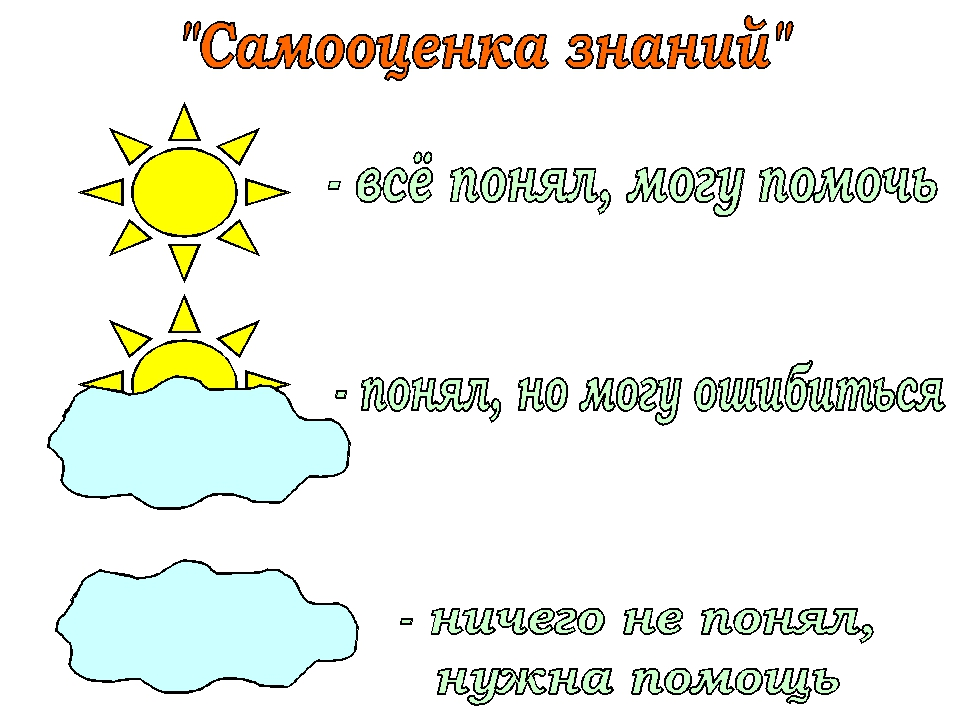 "Самооценка знаний"
- всё понял, могу помочь
- понял, но могу ошибиться
- ничего не понял,
нужна помощь